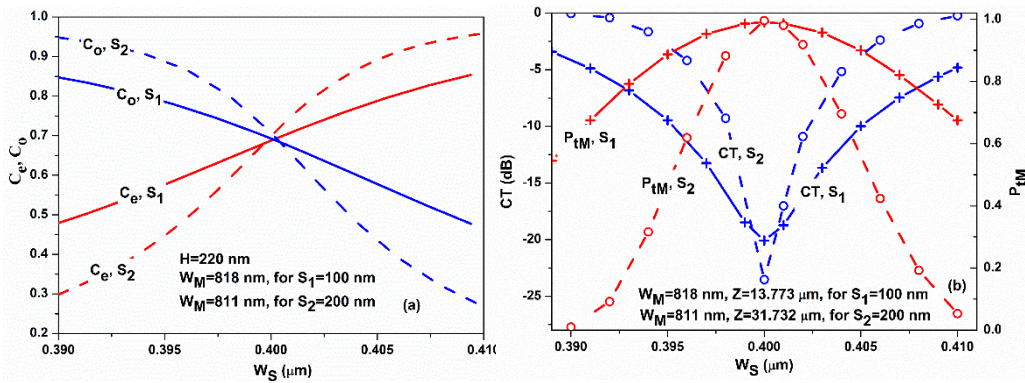 (a)
1.0
0.9
0.8
0.7
0.6
0.5
0.4
0.3
0.2
Ce, Co
Co, S2
Co, S1
Ce, S1
Ce, S2
H=220 nm
WM=818 nm, for S1=100 nm
WM=811 nm, for S2=200 nm
(a)
0.390
0.395
0.400
0.405
0.410
WS (μm)
0
-5
-10
-15
-20
-25
CT (dB)
PtM, S1
CT, S2
PtM, S2
CT, S1
WM=818 nm, Z=13.773 μm, for S1=100 nm
WM=811 nm, Z=31.732 μm, for S2=200 nm
(b)
1.0
0.8
0.6
0.4
0.2
0.0
PtM
0.390
0.395
0.400
0.405
0.410
WS (μm)